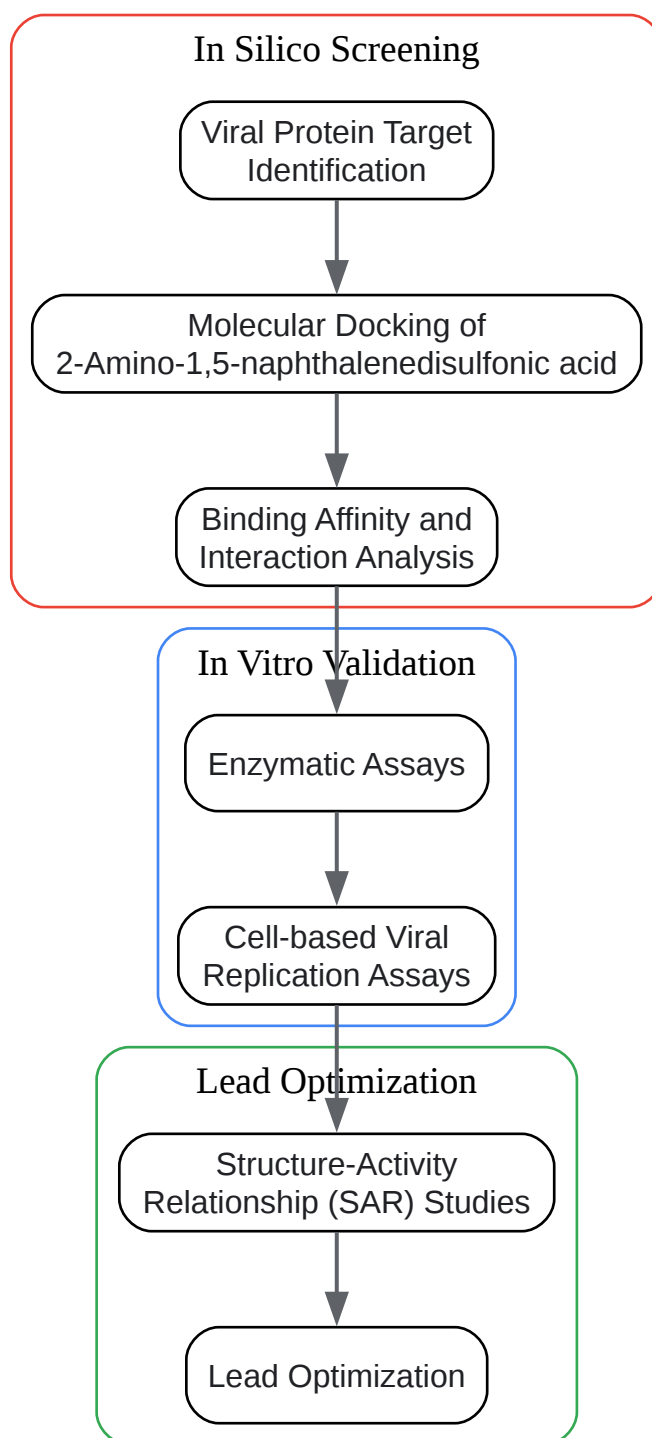 In Silico Screening
Viral Protein Target
Identification
Molecular Docking of
2-Amino-1,5-naphthalenedisulfonic acid
Binding Affinity and
Interaction Analysis
In Vitro Validation
Enzymatic Assays
Cell-based Viral
Replication Assays
Lead Optimization
Structure-Activity
Relationship (SAR) Studies
Lead Optimization